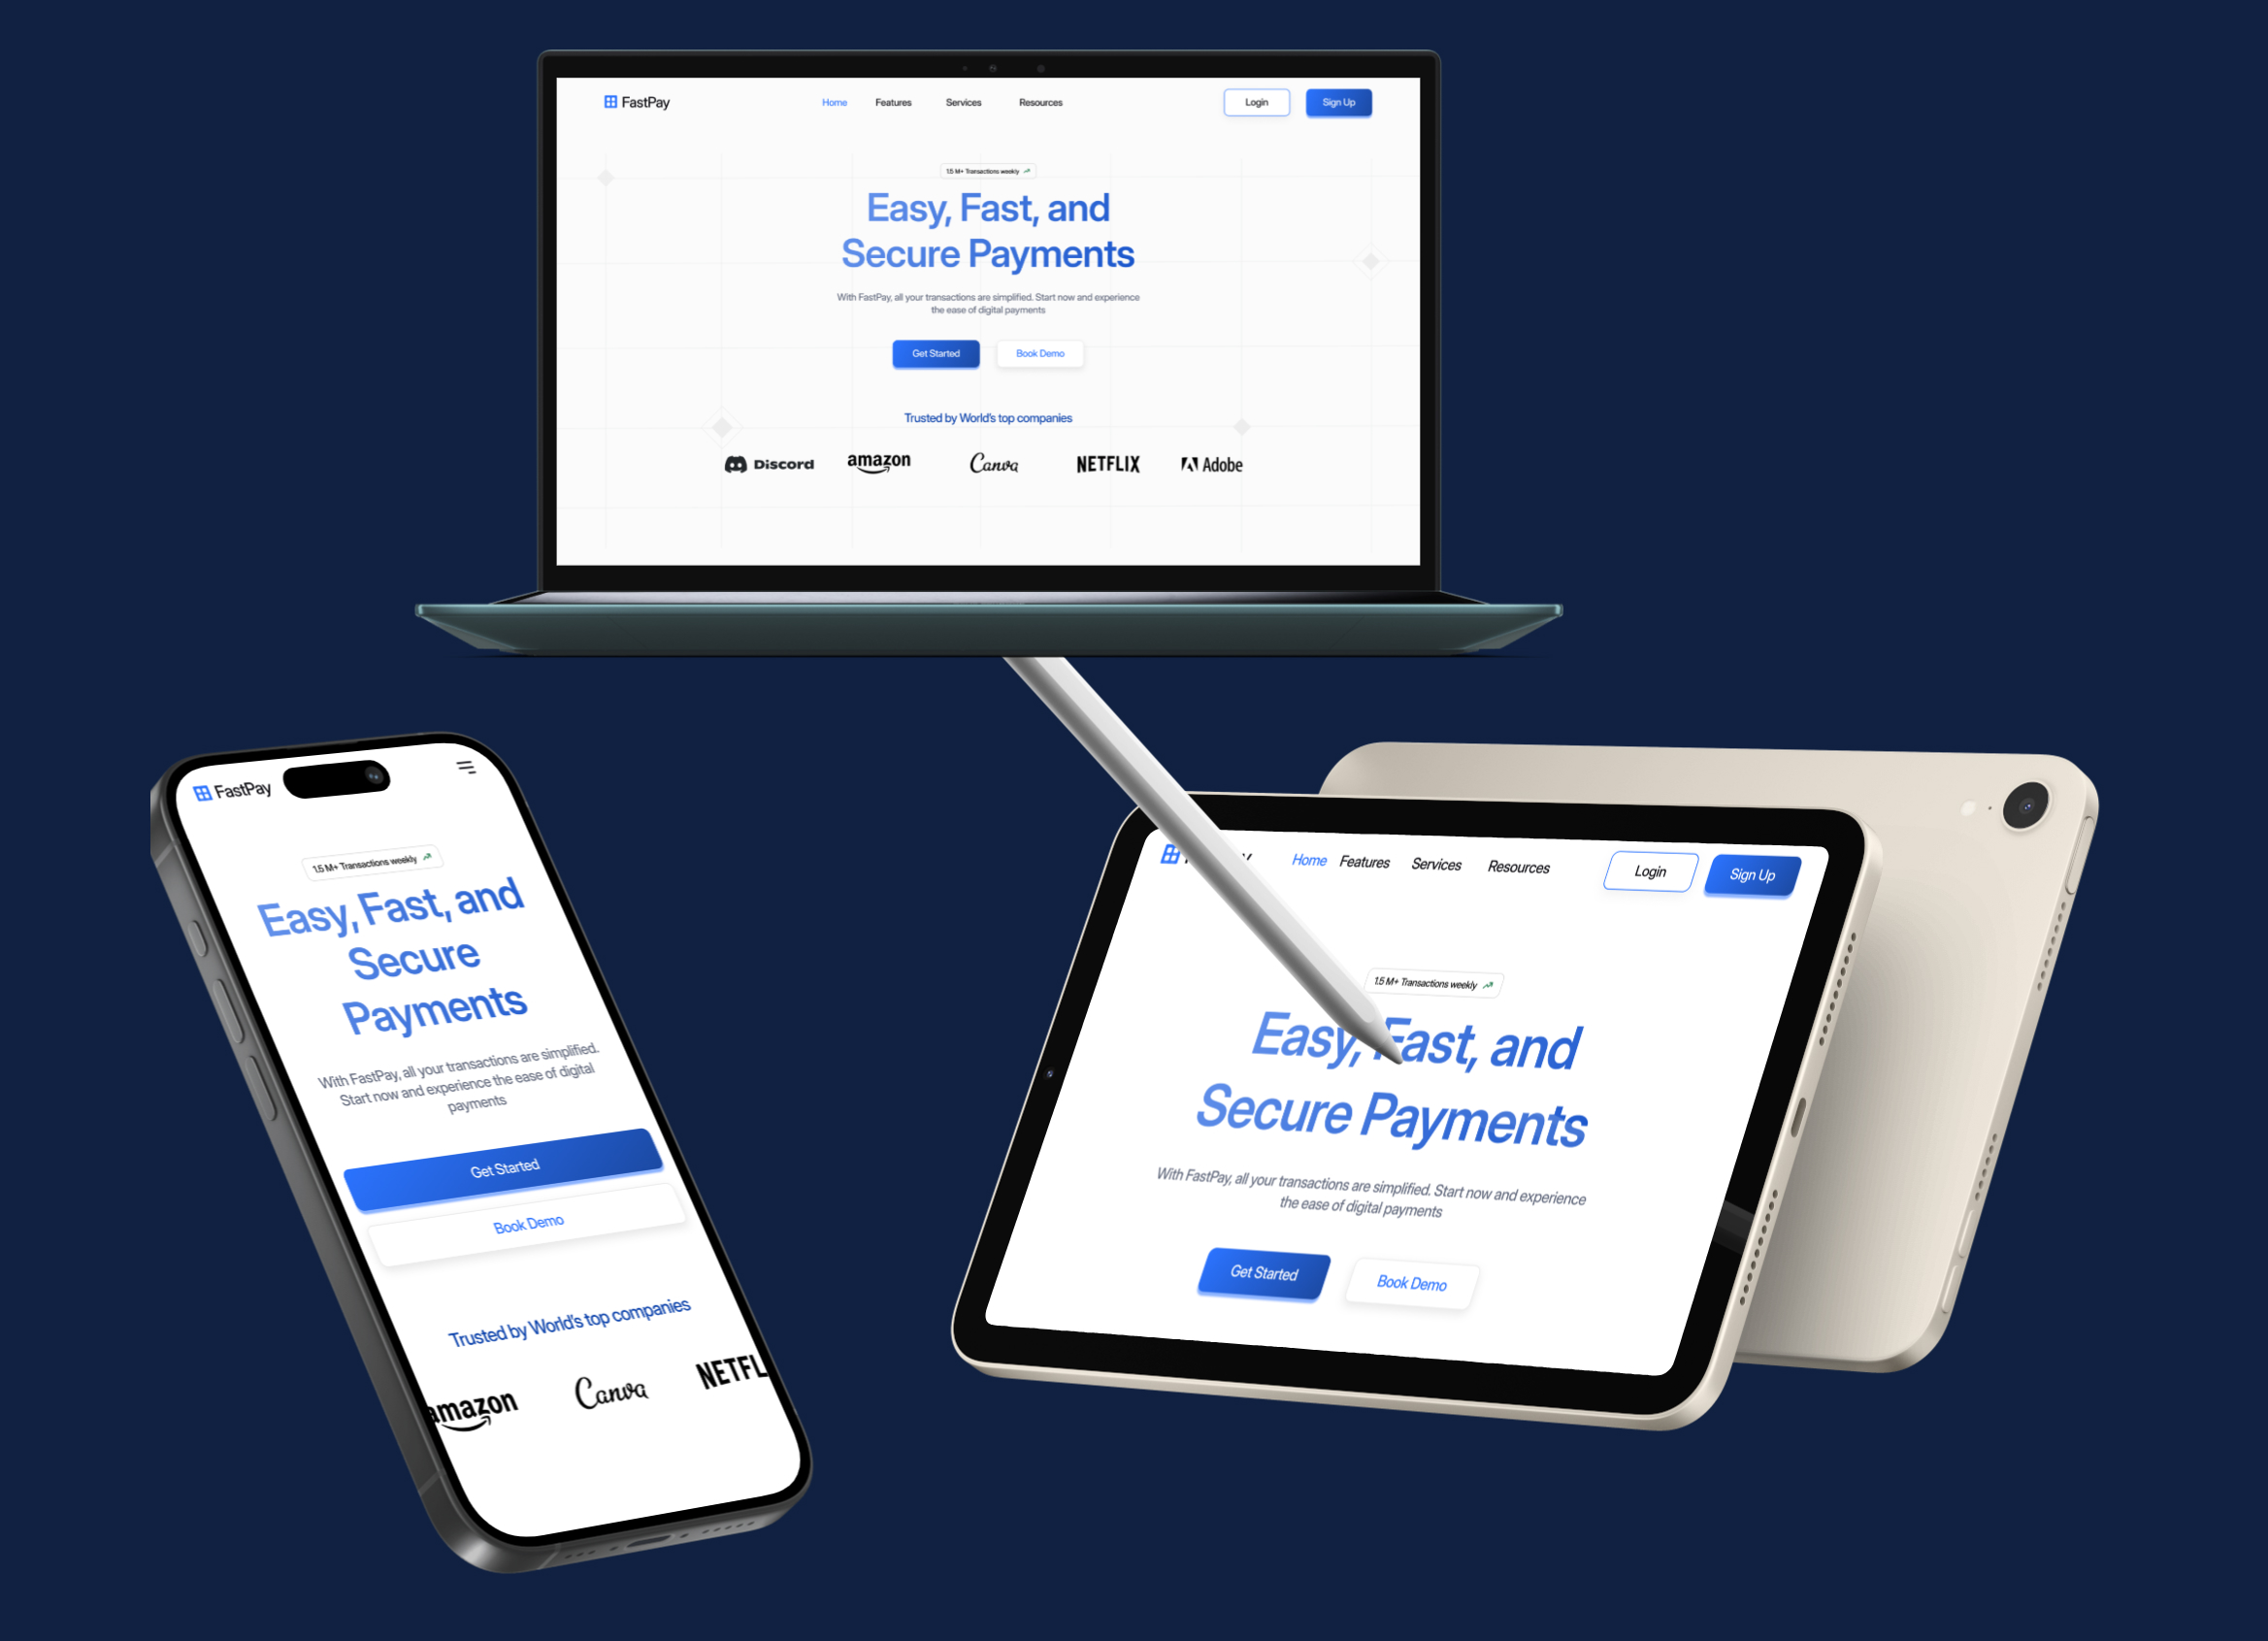 FastPay
Home Features Services Resources
Login Sign Up
1.5 M+ Transactions weekly
Easy, Fast, and
Secure Payments
With FastPay, all your transactions are simplified. Start now and experience
the ease of digital payments
Get Started Book Demo
Trusted by World's top companies
Discord amazon Canva NETFLIX Adobe
FastPay
1.5 M+ Transactions weekly
Easy, Fast, and
Secure
Payments
With FastPay, all your transactions are simplified.
Start now and experience the ease of digital
payments
Get Started
Book Demo
Trusted by World's top companies
amazon Canva NETFL
Home Features Services Resources
Login Sign Up
1.5 M+ Transactions weekly
Easy, Fast, and
Secure Payments
With FastPay, all your transactions are simplified. Start now and experience
the ease of digital payments
Get Started Book Demo